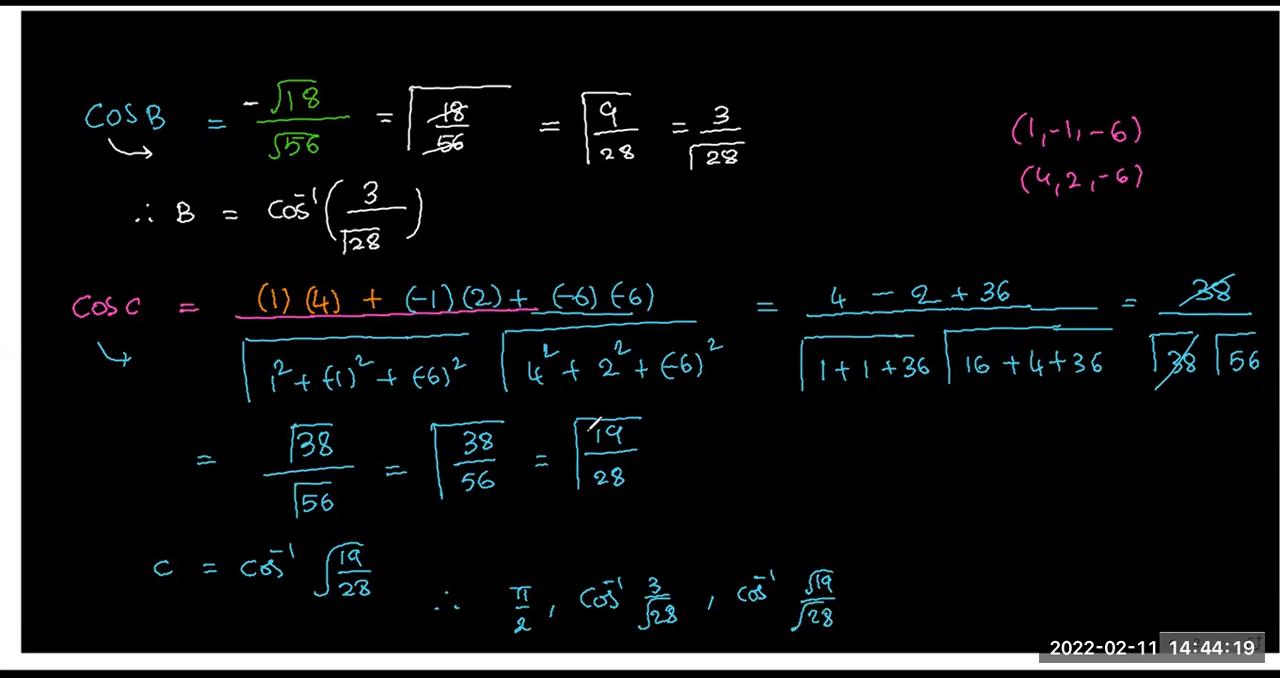 cos B = -√18/√56 = √(18/56) = √(9/28) = 3/√28
(1, -1, -6)
(4, 2, -6)
∴ B = cos⁻¹(3/√28)
cos C = (1)(4) + (-1)(2) + (-6)(-6) / √(1² + (-1)² + (-6)²) √(4² + 2² + (-6)²) = 4 - 2 + 36 / √(1+1+36) √(16+4+36) = 38/√38 √56
= √38/√56 = √(38/56) = √(19/28)
C = cos⁻¹ √(19/28)
∴ π/2, cos⁻¹ 3/√28, cos⁻¹ √19/√28
2022-02-11 14:44:19